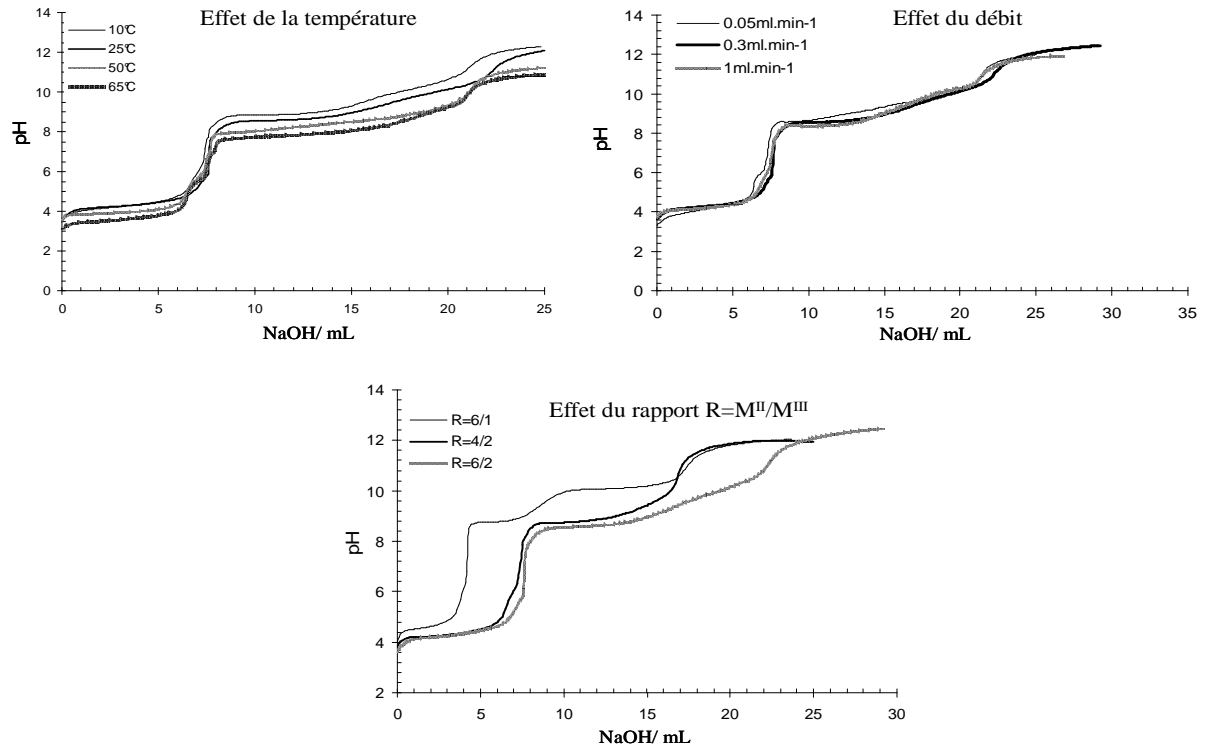 Effet de la température
10°C
25°C
50°C
65°C
14
12
10
8
6
4
2
0
pH
0 5 10 15 20 25
NaOH/ mL
Effet du débit
0.05ml.min-1
0.3ml.min-1
1ml.min-1
14
12
10
8
6
4
2
0
pH
0 5 10 15 20 25 30 35
NaOH/ mL
Effet du rapport R=M^II/M^III
R=6/1
R=4/2
R=6/2
14
12
10
8
6
4
2
pH
0 5 10 15 20 25 30
NaOH/ mL